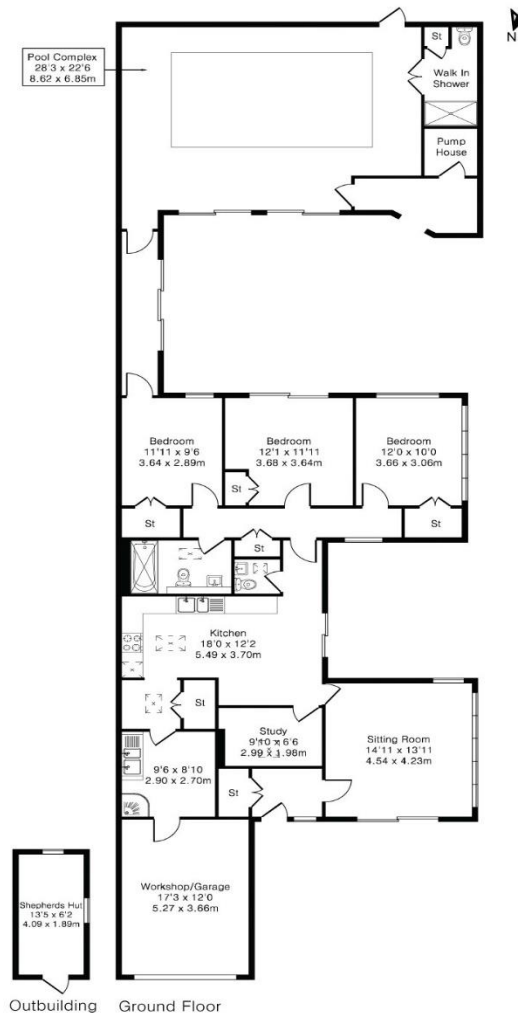 N
Pool Complex
28'3 x 22'6
8.62 x 6.85m
St
Walk In
Shower
Pump
House
Bedroom
11'11 x 9'6
3.64 x 2.89m
Bedroom
12'1 x 11'11
3.68 x 3.64m
Bedroom
12'0 x 10'0
3.66 x 3.06m
St
St
St
St
Kitchen
18'0 x 12'2
5.49 x 3.70m
St
Study
9'10 x 6'6
2.99 x 1.98m
Sitting Room
14'11 x 13'11
4.54 x 4.23m
9'6 x 8'10
2.90 x 2.70m
St
Workshop/Garage
17'3 x 12'0
5.27 x 3.66m
Shepherds Hut
13'5 x 6'2
4.09 x 1.89m
Outbuilding
Ground Floor